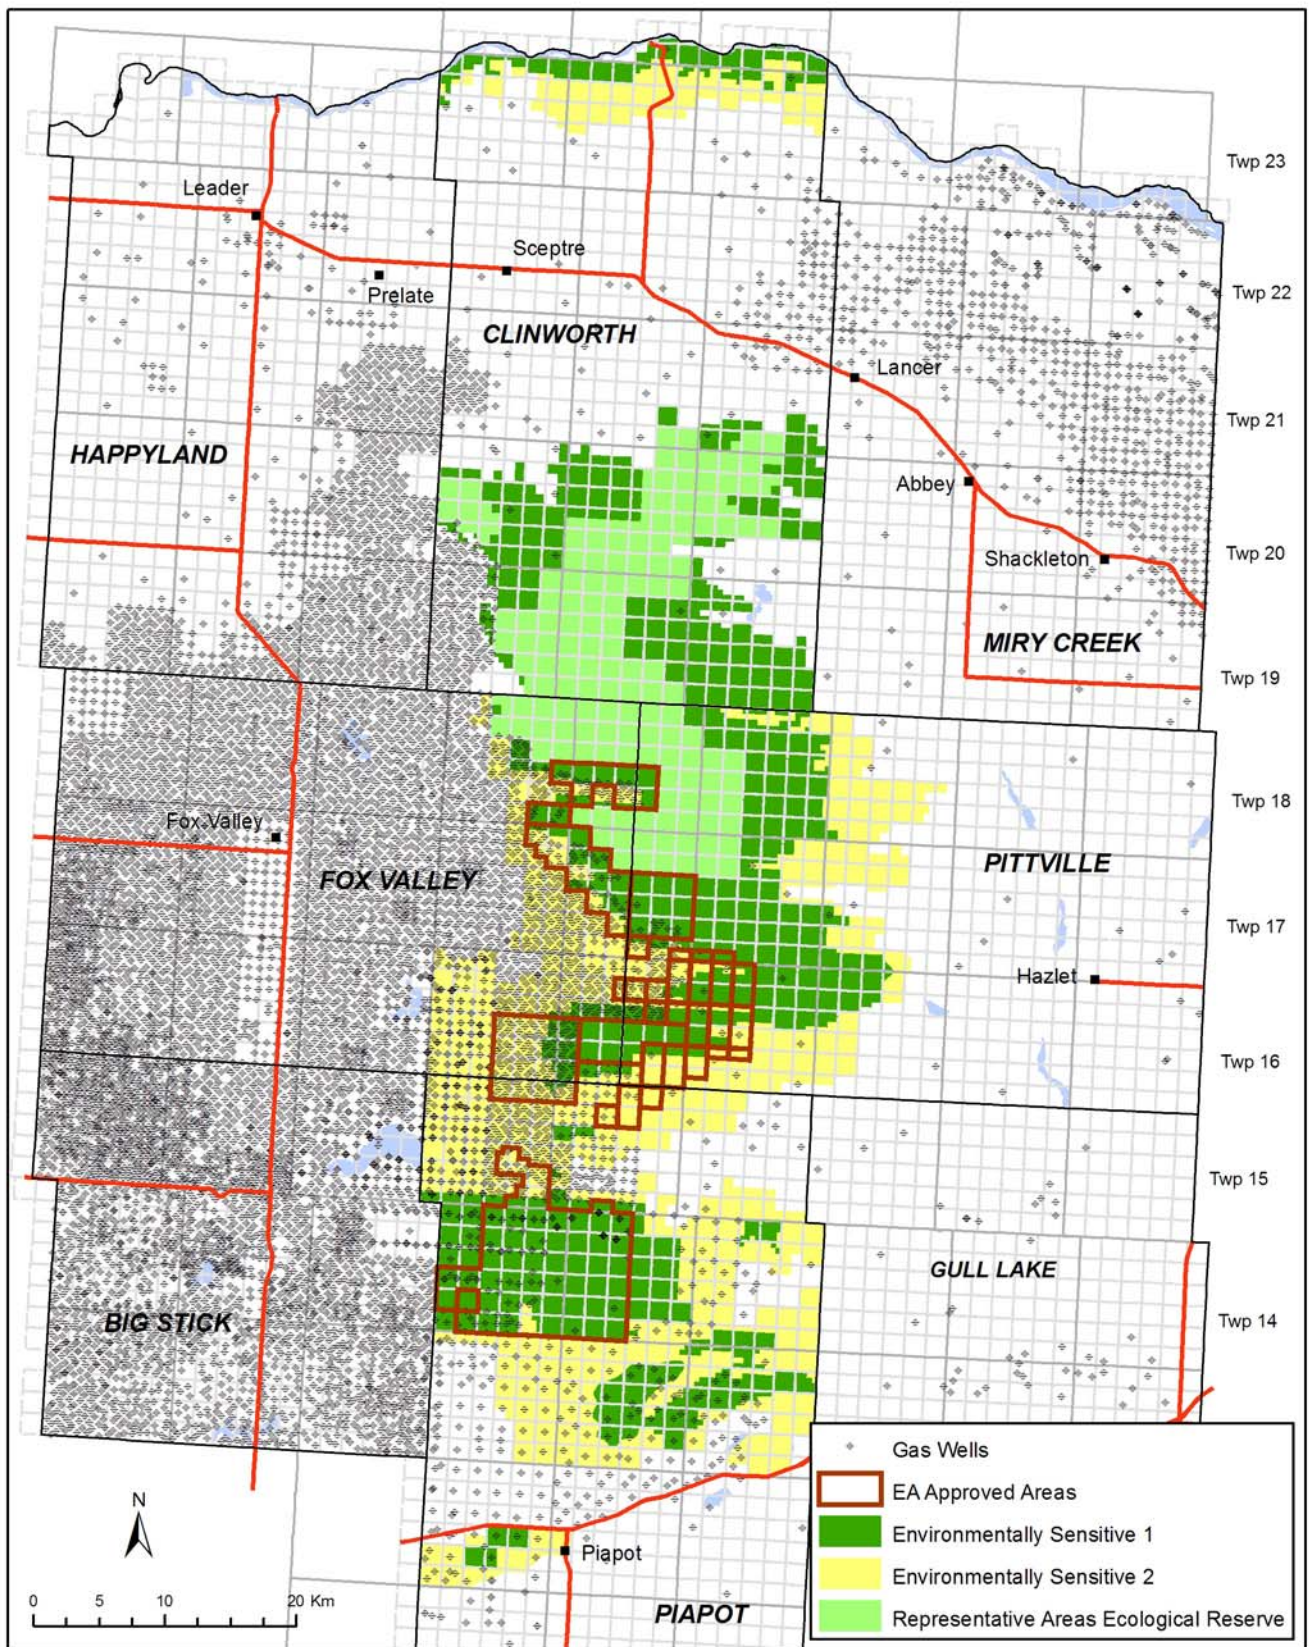 Twp 23
Leader
Sceptre
Prelate
Twp 22
CLINWORTH
Lancer
Twp 21
HAPPYLAND
Abbey
Twp 20
Shackleton
MIRY CREEK
Twp 19
Twp 18
Fox Valley
PITTVILLE
FOX VALLEY
Twp 17
Hazlet
Twp 16
Twp 15
GULL LAKE
BIG STICK
Twp 14
Gas Wells
EA Approved Areas
N
Environmentally Sensitive 1
Piapot
Environmentally Sensitive 2
0 5 10 20 Km
PIAPOT
Representative Areas Ecological Reserve